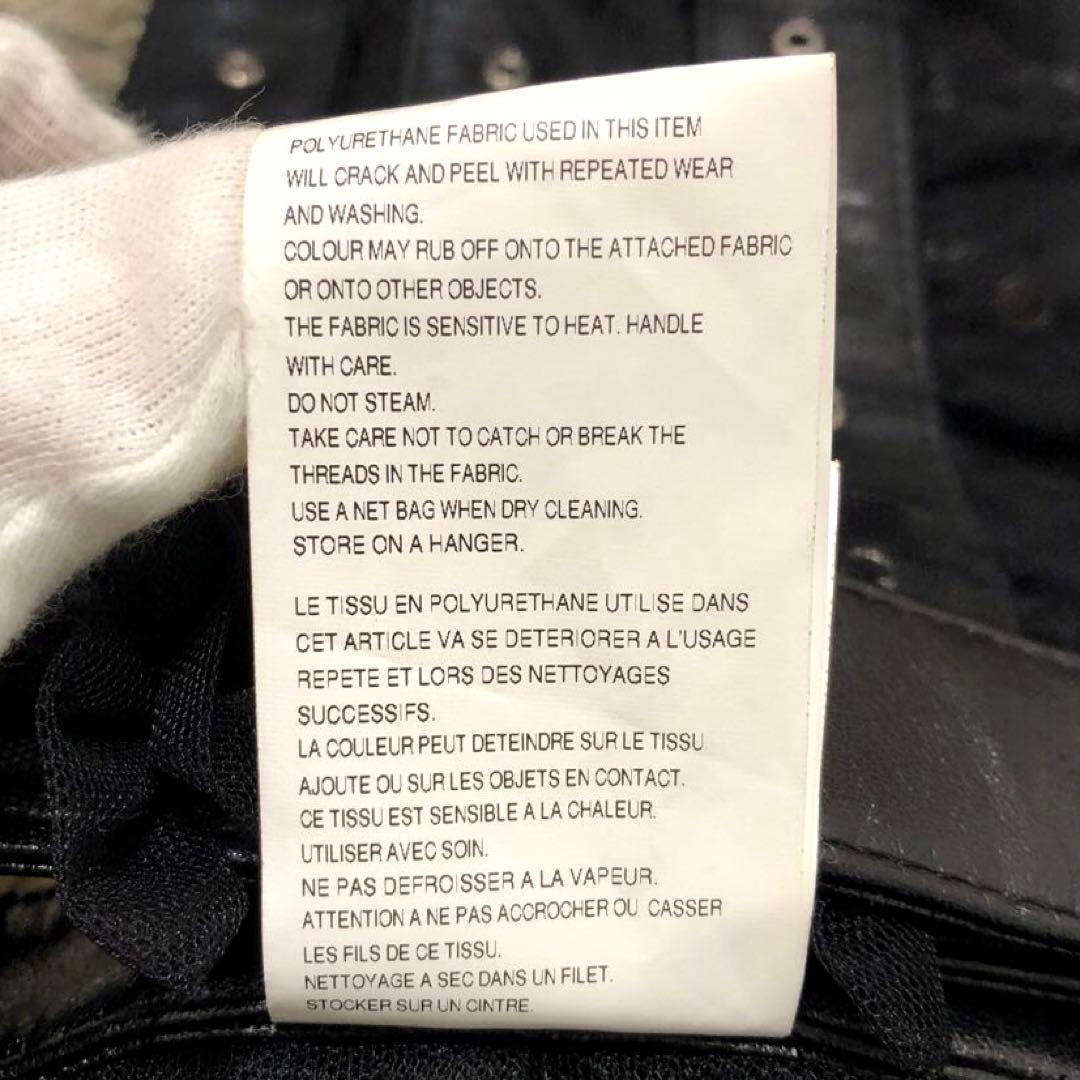 POLYURETHANE FABRIC USED IN THIS ITEM
WILL CRACK AND PEEL WITH REPEATED WEAR
AND WASHING.
COLOUR MAY RUB OFF ONTO THE ATTACHED FABRIC
OR ONTO OTHER OBJECTS.
THE FABRIC IS SENSITIVE TO HEAT. HANDLE
WITH CARE.
DO NOT STEAM.
TAKE CARE NOT TO CATCH OR BREAK THE
THREADS IN THE FABRIC.
USE A NET BAG WHEN DRY CLEANING.
STORE ON A HANGER.
LE TISSU EN POLYURETHANE UTILISE DANS
CET ARTICLE VA SE DETERIORER A L'USAGE
REPETE ET LORS DES NETTOYAGES
SUCCESSIFS.
LA COULEUR PEUT DETEINDRE SUR LE TISSU
AJOUTE OU SUR LES OBJETS EN CONTACT.
CE TISSU EST SENSIBLE A LA CHALEUR.
UTILISER AVEC SOIN.
NE PAS DEFROISSER A LA VAPEUR.
ATTENTION A NE PAS ACCROCHER OU CASSER
LES FILS DE CE TISSU.
NETTOYAGE A SEC DANS UN FILET.
STOCKER SUR UN CINTRE.